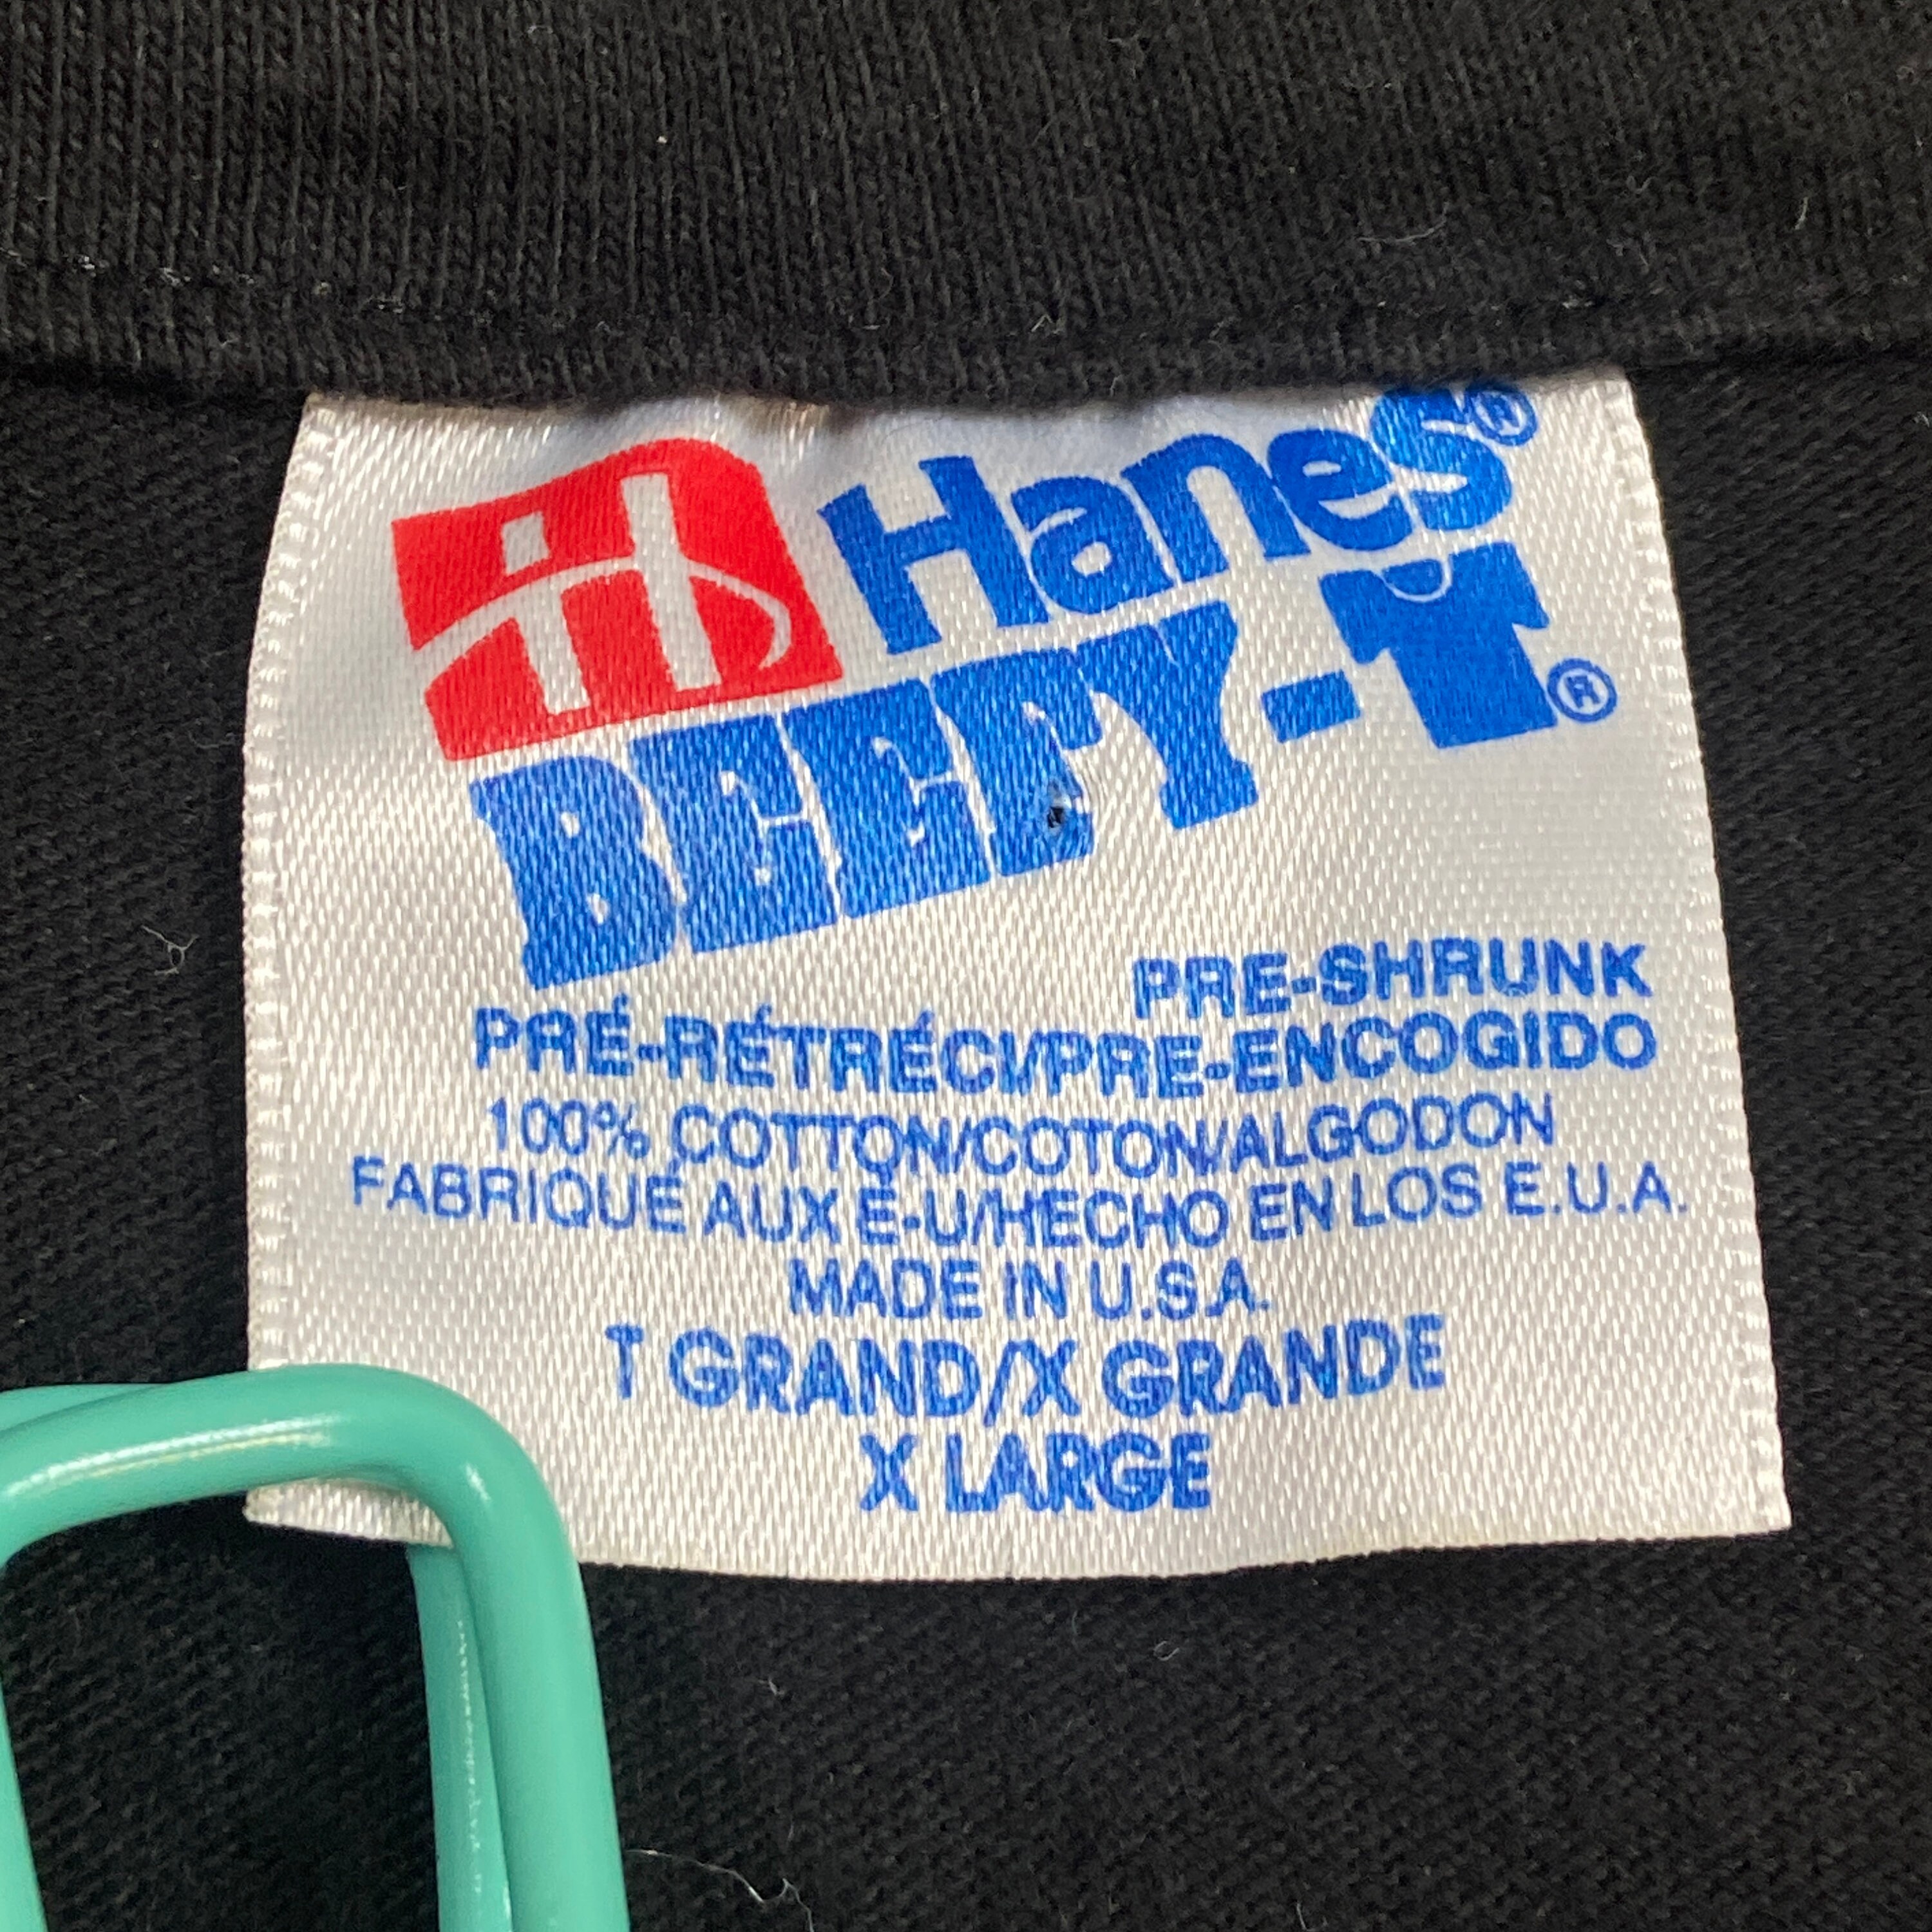 Hanes®
BEEFY-T®
PRE-SHRUNK
PRÉ-RÉTRÉCI/PRE-ENCOGIDO
100% COTTON/COTON/ALGODON
FABRIQUÉ AUX É-U/HECHO EN LOS E.U.A.
MADE IN U.S.A.
T GRAND/X GRANDE
X LARGE